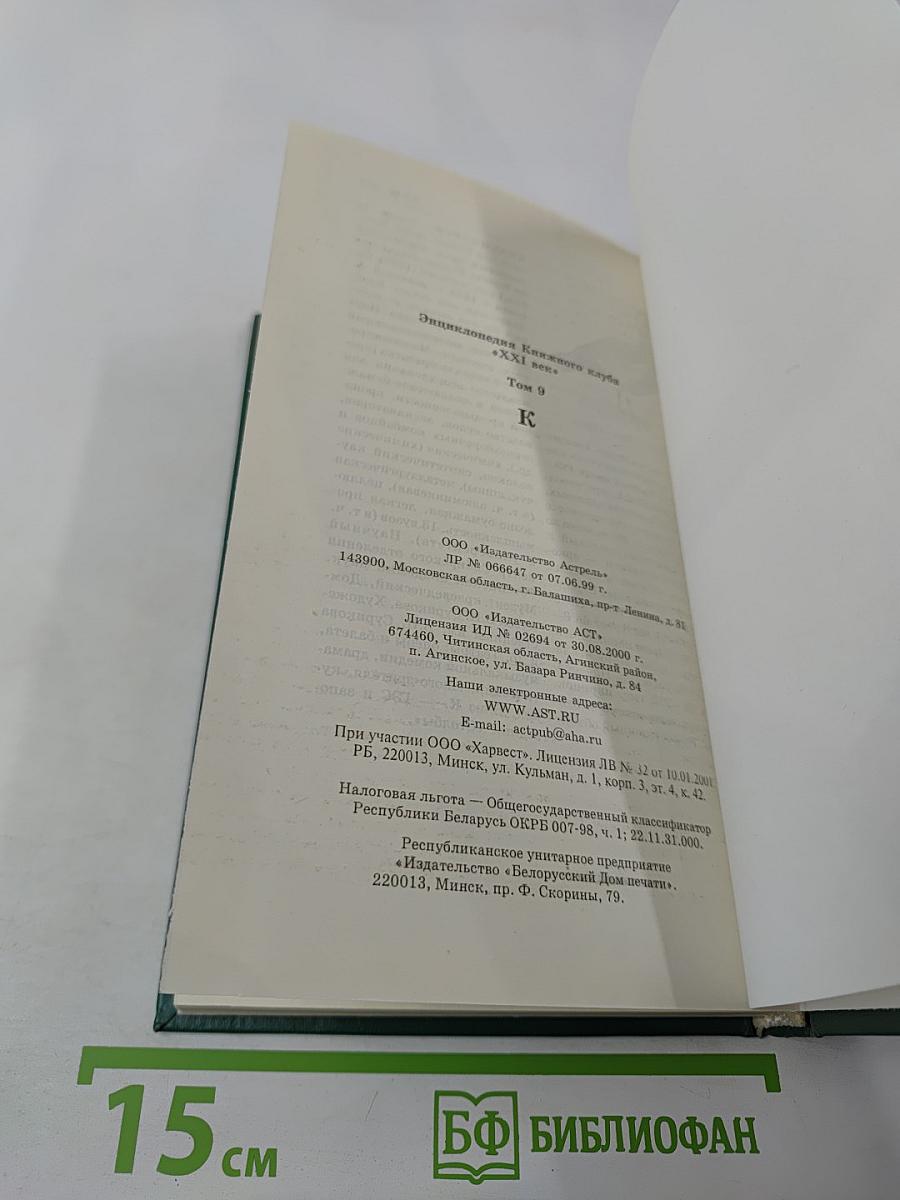 Энциклопедия Книжного клуба
«XXI век»
Том 9
К
ООО «Издательство Астрель»
ЛР № 066647 от 07.06.99 г.
143900, Московская область, г. Балашиха, пр-т Ленина, д. 81
ООО «Издательство АСТ»
Лицензия ИД № 02694 от 30.08.2000 г.
674460, Читинская область, Агинский район,
п. Агинское, ул. Базара Ринчино, д. 84
Наши электронные адреса:
WWW.AST.RU
E-mail: astpub@aha.ru
При участии ООО «Харвест». Лицензия ЛВ № 32 от 10.01.2001.
РБ, 220013, Минск, ул. Кульман, д. 1, корп. 3, эт. 4, к. 42.
Налоговая льгота — Общегосударственный классификатор
Республики Беларусь ОКРБ 007-98, ч. 1; 22.11.31.000.
Республиканское унитарное предприятие
«Издательство «Белорусский Дом печати».
220013, Минск, пр. Ф. Скорины, 79.
15 см
БФ БИБЛИОФАН